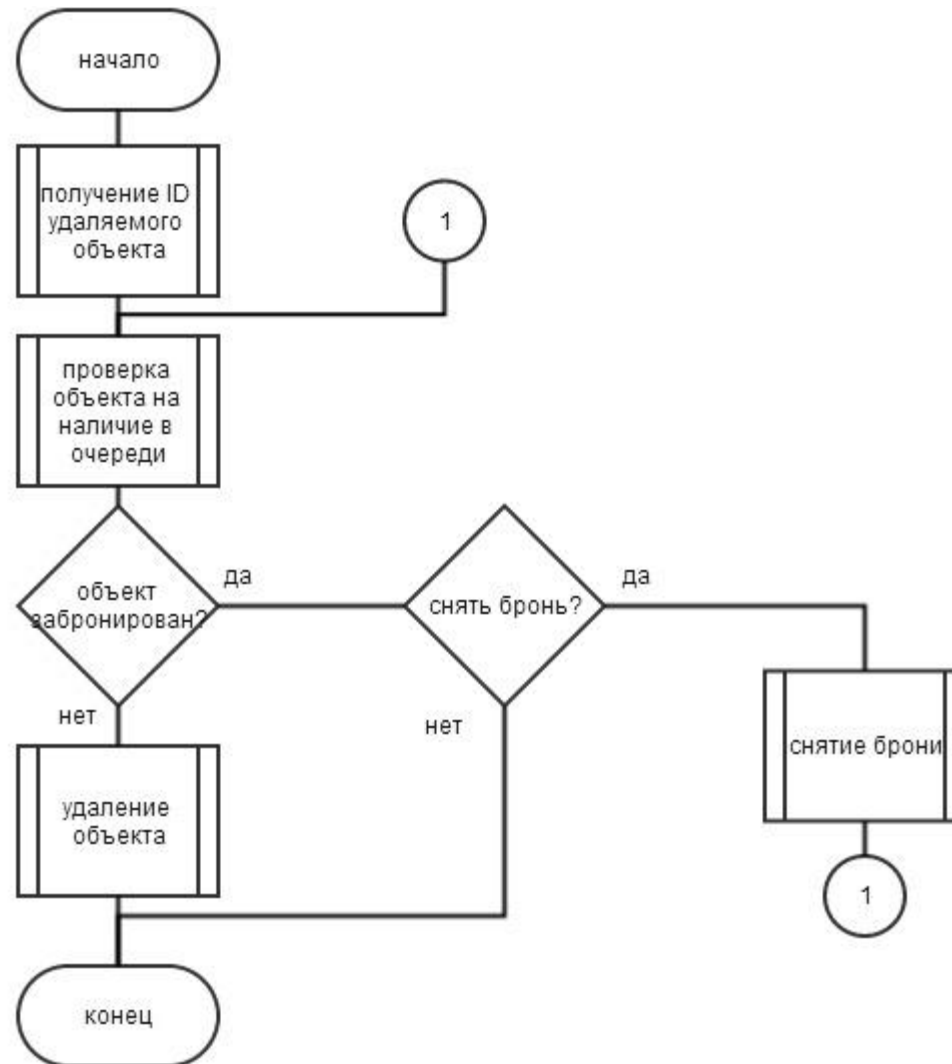 начало
получение ID
удаляемого
объекта
1
проверка
объекта на
наличие в
очереди
объект
забронирован?
да
снять бронь?
да
нет
нет
снятие брони
удаление
объекта
1
конец